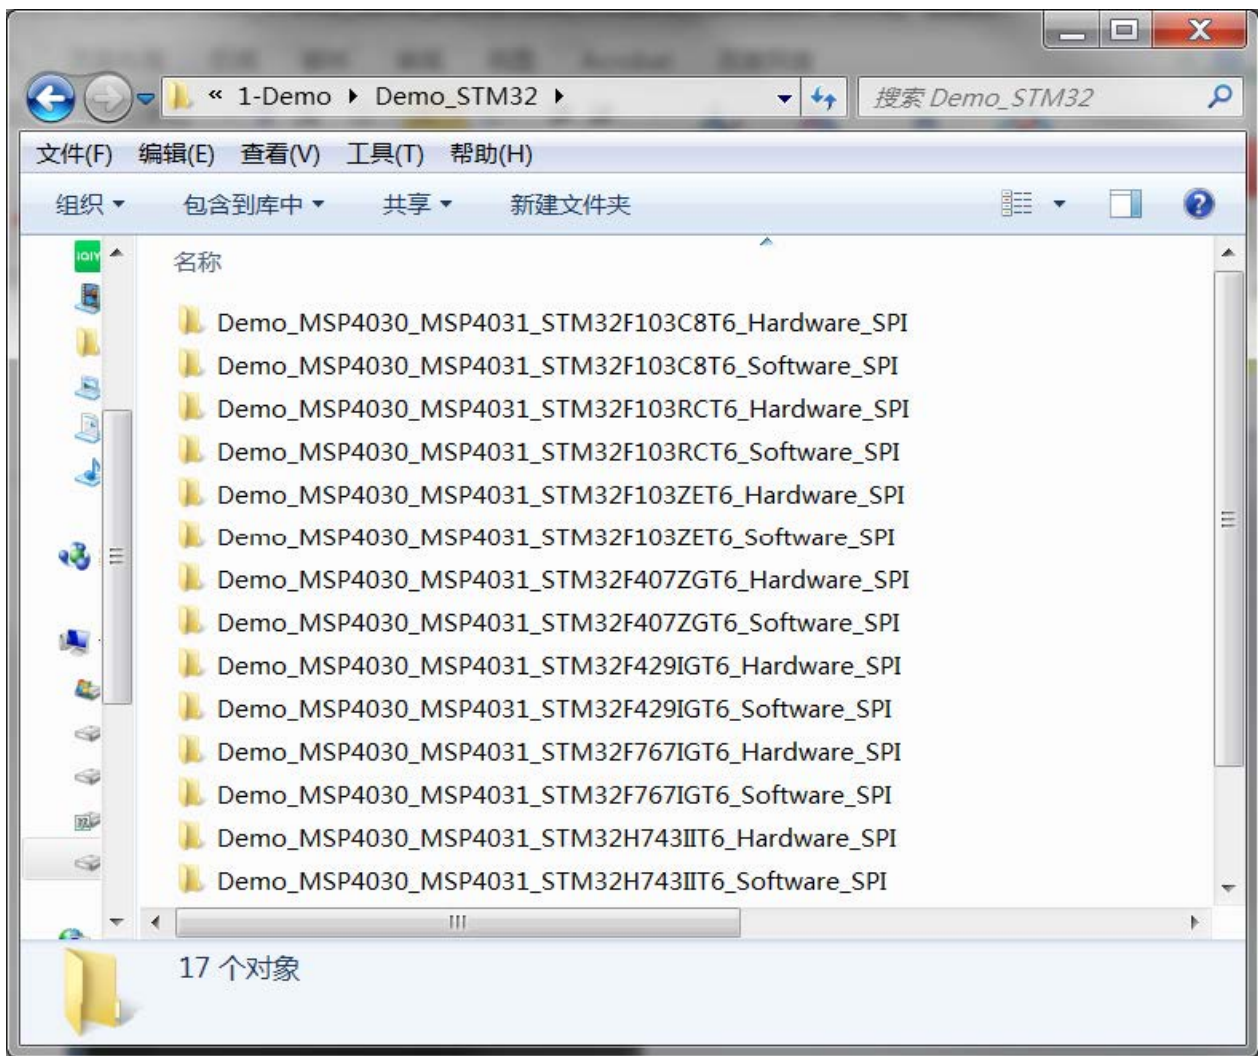 « 1-Demo Demo_STM32
搜索 Demo_STM32
文件(F) 编辑(E) 查看(V) 工具(T) 帮助(H)
组织 包含到库中 共享 新建文件夹
名称
Demo_MSP4030_MSP4031_STM32F103C8T6_Hardware_SPI
Demo_MSP4030_MSP4031_STM32F103C8T6_Software_SPI
Demo_MSP4030_MSP4031_STM32F103RCT6_Hardware_SPI
Demo_MSP4030_MSP4031_STM32F103RCT6_Software_SPI
Demo_MSP4030_MSP4031_STM32F103ZET6_Hardware_SPI
Demo_MSP4030_MSP4031_STM32F103ZET6_Software_SPI
Demo_MSP4030_MSP4031_STM32F407ZGT6_Hardware_SPI
Demo_MSP4030_MSP4031_STM32F407ZGT6_Software_SPI
Demo_MSP4030_MSP4031_STM32F429IGT6_Hardware_SPI
Demo_MSP4030_MSP4031_STM32F429IGT6_Software_SPI
Demo_MSP4030_MSP4031_STM32F767IGT6_Hardware_SPI
Demo_MSP4030_MSP4031_STM32F767IGT6_Software_SPI
Demo_MSP4030_MSP4031_STM32H743IIT6_Hardware_SPI
Demo_MSP4030_MSP4031_STM32H743IIT6_Software_SPI
17 个对象